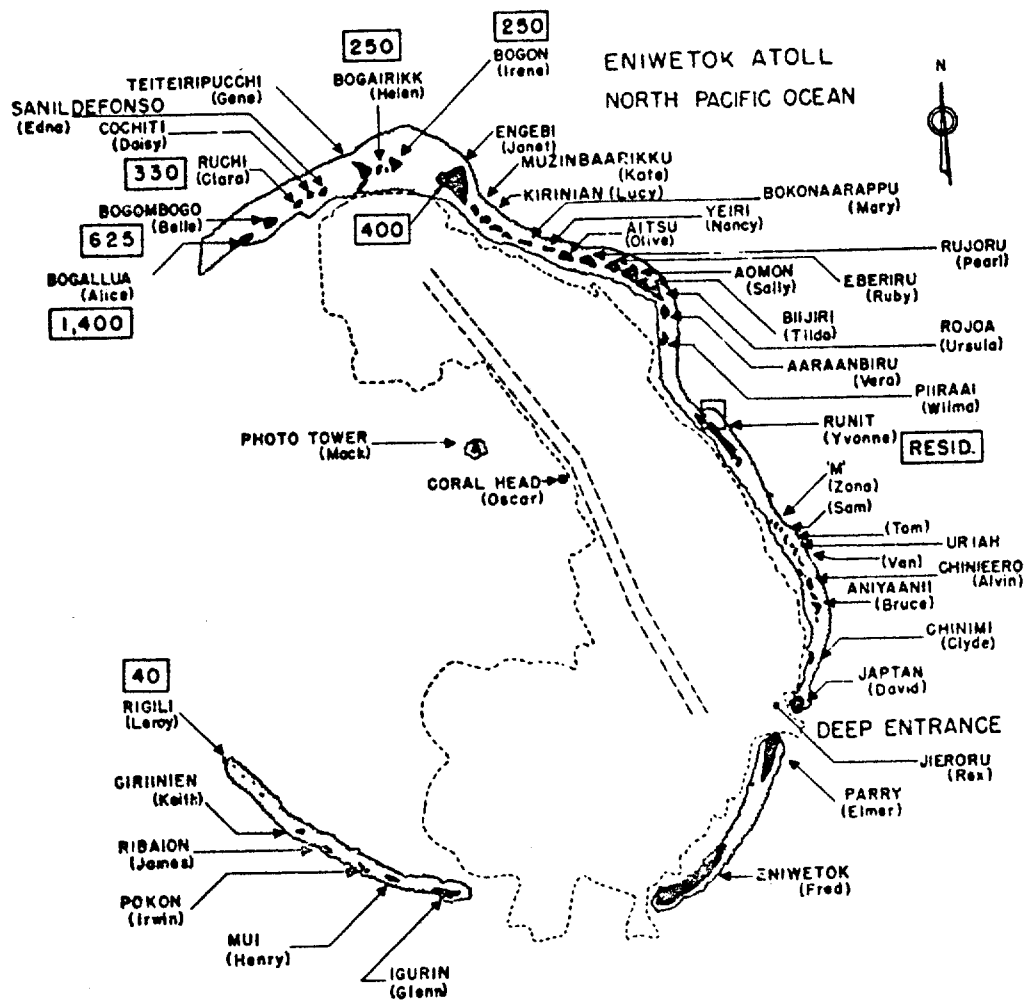 ENIWETOK ATOLL
NORTH PACIFIC OCEAN
N
250
BOGON
(Irene)
250
BOGAIRIKK
(Helen)
TEITEIRIPUCCHI
(Gene)
SANILDEFONSO
(Edna)
COCHITI
(Daisy)
330
RUCHI
(Clara)
BOGOMBOGO
(Belle)
625
BOGALLUA
(Alice)
1,400
400
ENGEBI
(Janet)
MUZINBAARIKKU
(Kate)
KIRINIAN (Lucy)
BOKONAARAPPU
(Mary)
YEIRI
(Nancy)
AITSU
(Olive)
RUJORU
(Pearl)
EBERIRU
(Ruby)
AOMON
(Sally)
BIIJIRI
(Tilda)
ROJOA
(Ursula)
AARAANBIRU
(Vera)
PIIRAAI
(Wilma)
RUNIT
(Yvonne)
RESID.
PHOTO TOWER
(Mack)
CORAL HEAD
(Oscar)
'M'
(Zona)
(Sam)
(Tom)
URIAH
(Van)
CHINIEERO
(Alvin)
ANIYAANII
(Bruce)
CHINIMI
(Clyde)
JAPTAN
(David)
DEEP ENTRANCE
JIERORU
(Rex)
PARRY
(Elmer)
ENIWETOK
(Fred)
40
RIGILI
(Leroy)
GIRIINIEN
(Keith)
RIBAION
(James)
POKON
(Irwin)
MUI
(Henry)
IGURIN
(Glenn)